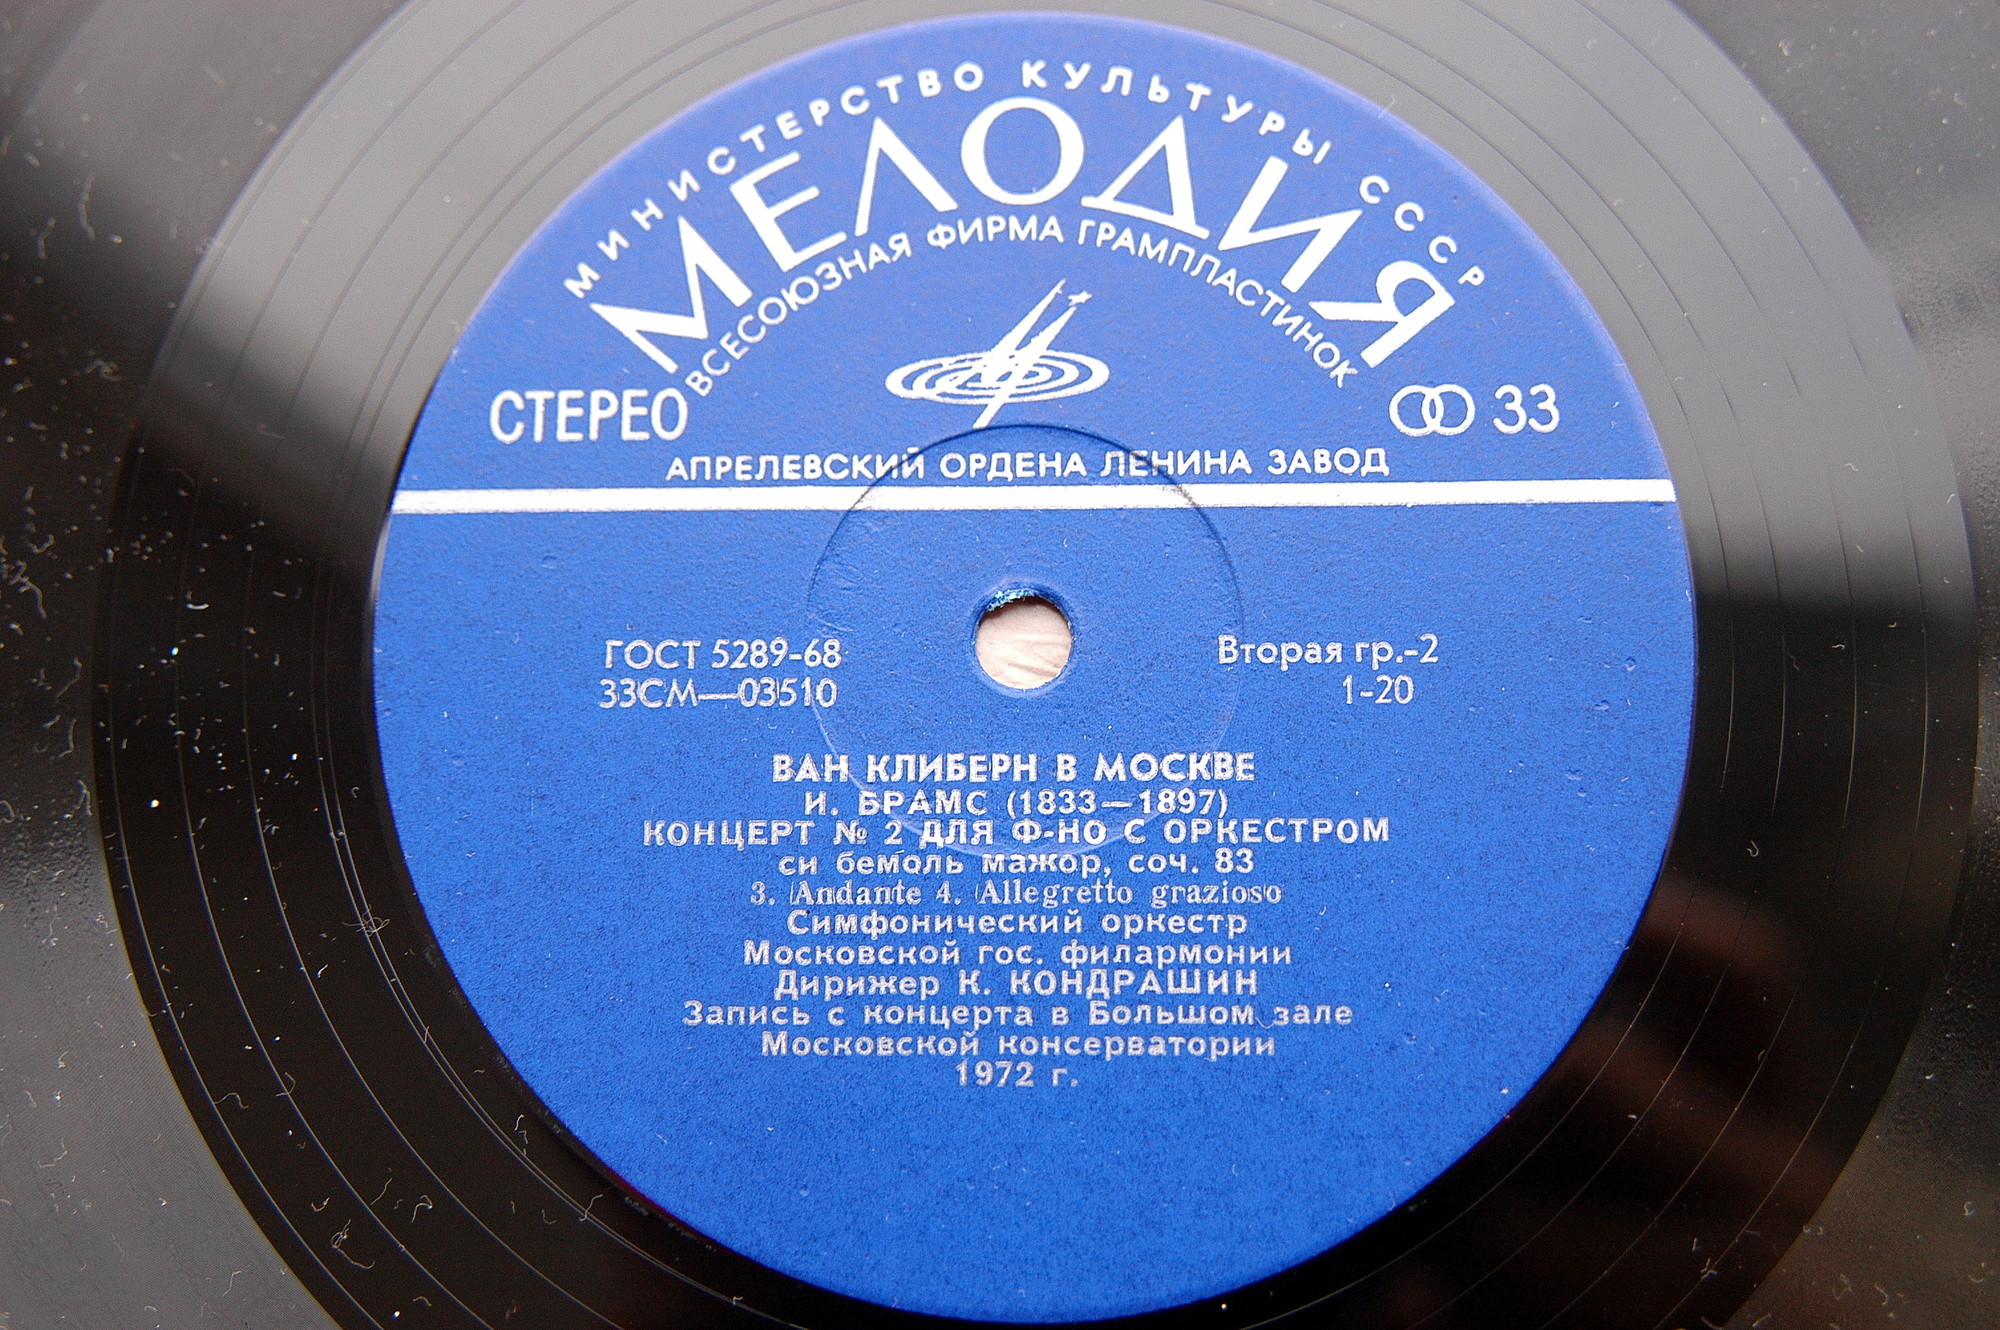 МИНИСТЕРСТВО КУЛЬТУРЫ СССР
МЕЛОДИЯ
ВСЕСОЮЗНАЯ ФИРМА ГРАМПЛАСТИНОК
СТЕРЕО
33
АПРЕЛЕВСКИЙ ОРДЕНА ЛЕНИНА ЗАВОД
ГОСТ 5289-68
33СМ—03510
Вторая гр.-2
1-20
ВАН КЛИБЕРН В МОСКВЕ
И. БРАМС (1833—1897)
КОНЦЕРТ № 2 ДЛЯ Ф-НО С ОРКЕСТРОМ
си бемоль мажор, соч. 83
3. Andante 4. Allegretto grazioso
Симфонический оркестр
Московской гос. филармонии
Дирижер К. КОНДРАШИН
Запись с концерта в Большом зале
Московской консерватории
1972 г.